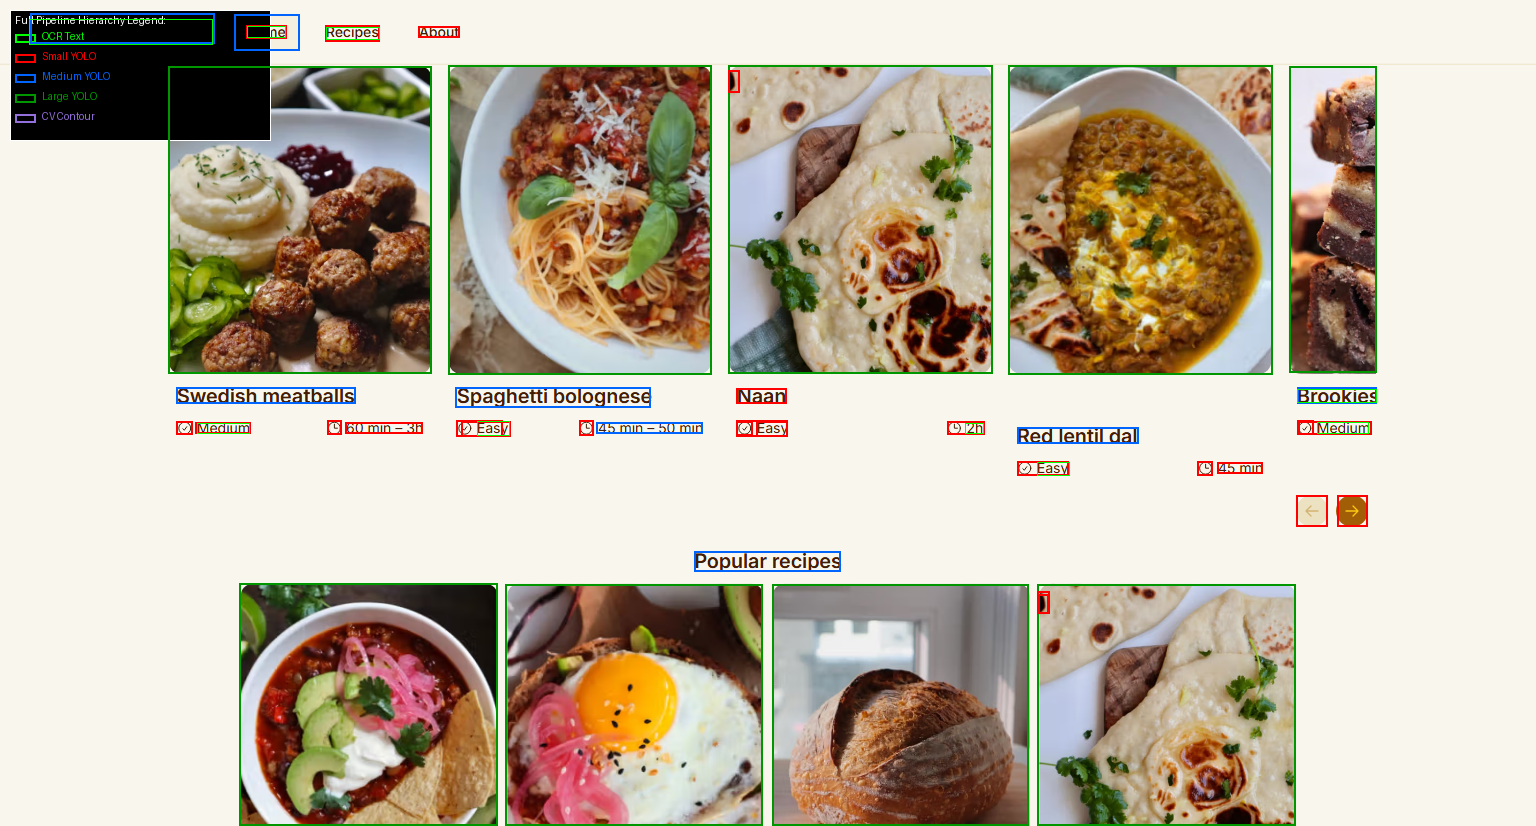 Full Pipeline Hierarchy Legend:
OCR Text
Small YOLO
Medium YOLO
Large YOLO
CV Contour
Recipes
About
Swedish meatballs
Medium
60 min – 3h
Spaghetti bolognese
Easy
45 min – 50 min
Naan
Easy
2h
Red lentil dal
Easy
45 min
Brookies
Medium
Popular recipes